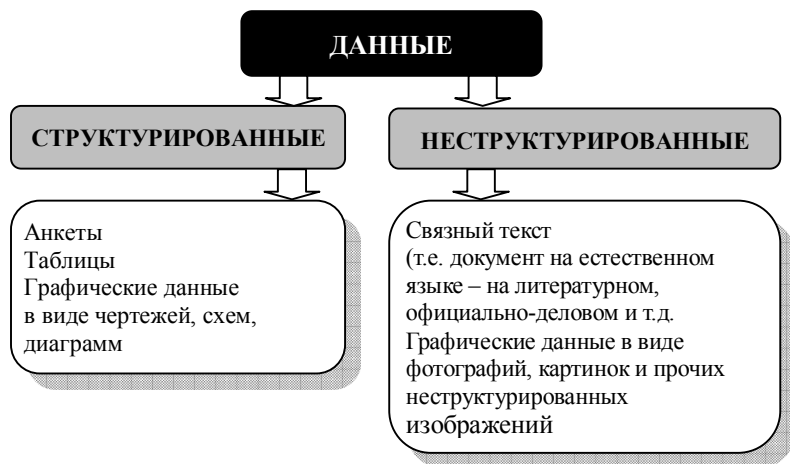 ДАННЫЕ
СТРУКТУРИРОВАННЫЕ
НЕСТРУКТУРИРОВАННЫЕ
Анкеты
Таблицы
Графические данные
в виде чертежей, схем,
диаграмм
Связный текст
(т.е. документ на естественном
языке – на литературном,
официально-деловом и т.д.
Графические данные в виде
фотографий, картинок и прочих
неструктурированных
изображений